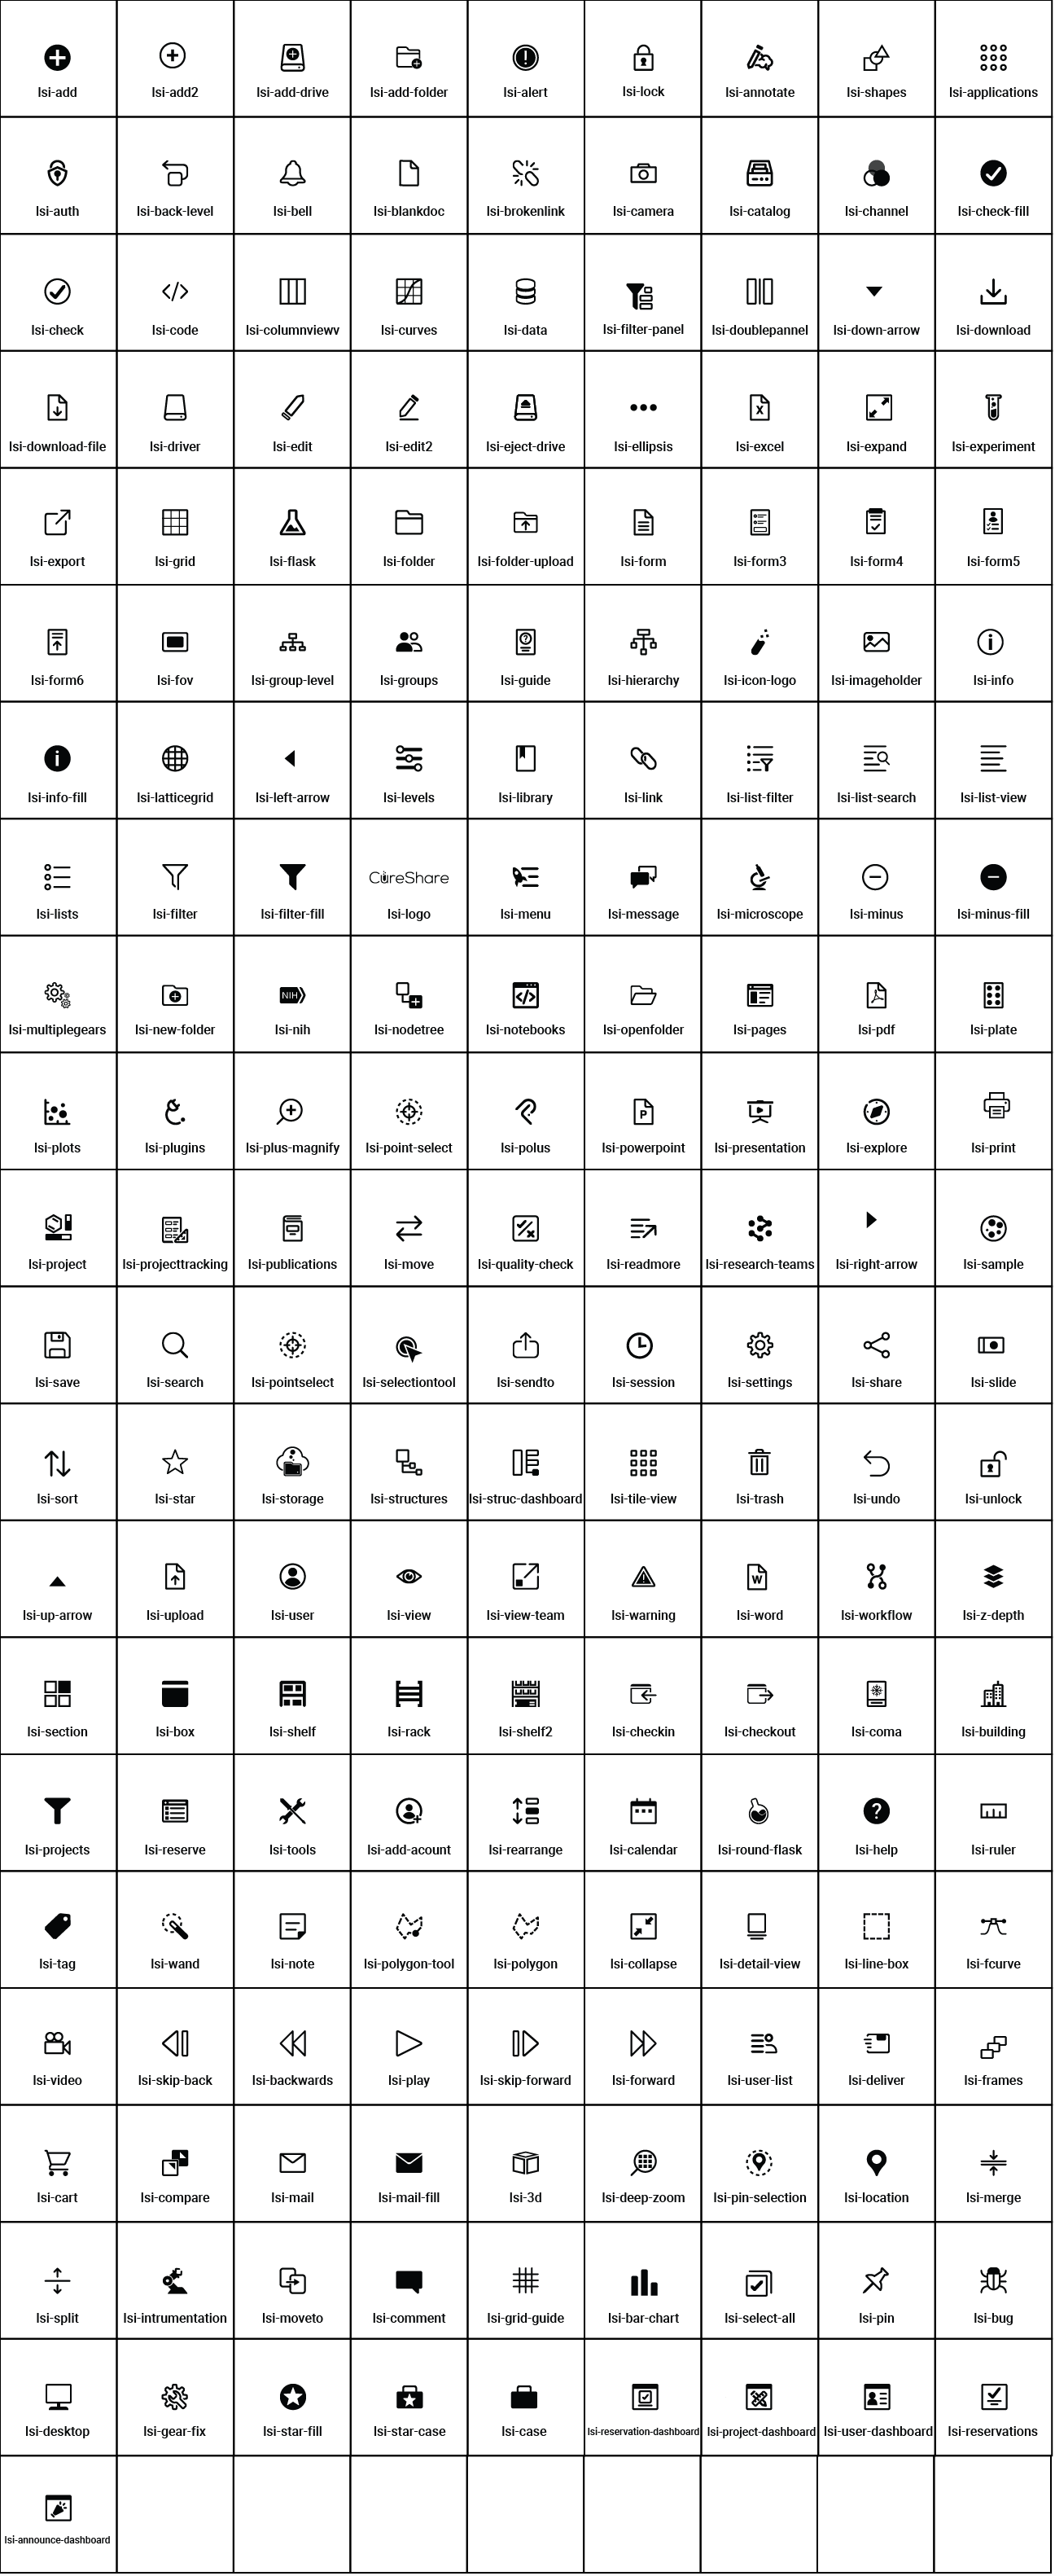 lsi-add lsi-add2 lsi-add-drive lsi-add-folder lsi-alert lsi-lock lsi-annotate lsi-shapes lsi-applications
lsi-auth lsi-back-level lsi-bell lsi-blankdoc lsi-brokenlink lsi-camera lsi-catalog lsi-channel lsi-check-fill
lsi-check lsi-code lsi-columnviewv lsi-curves lsi-data lsi-filter-panel lsi-doublepannel lsi-down-arrow lsi-download
X
lsi-download-file lsi-driver lsi-edit lsi-edit2 lsi-eject-drive lsi-ellipsis lsi-excel lsi-expand lsi-experiment
lsi-export lsi-grid lsi-flask lsi-folder lsi-folder-upload lsi-form lsi-form3 lsi-form4 lsi-form5
lsi-form6 lsi-fov lsi-group-level lsi-groups lsi-guide lsi-hierarchy lsi-icon-logo lsi-imageholder lsi-info
lsi-info-fill lsi-latticegrid lsi-left-arrow lsi-levels lsi-library lsi-link lsi-list-filter lsi-list-search lsi-list-view
CureShare
lsi-lists lsi-filter lsi-filter-fill lsi-logo lsi-menu lsi-message lsi-microscope lsi-minus lsi-minus-fill
NIH
lsi-multiplegears lsi-new-folder lsi-nih lsi-nodetree lsi-notebooks lsi-openfolder lsi-pages lsi-pdf lsi-plate
P
lsi-plots lsi-plugins lsi-plus-magnify lsi-point-select lsi-polus lsi-powerpoint lsi-presentation lsi-explore lsi-print
lsi-project lsi-projecttracking lsi-publications lsi-move lsi-quality-check lsi-readmore lsi-research-teams lsi-right-arrow lsi-sample
lsi-save lsi-search lsi-pointselect lsi-selectiontool lsi-sendto lsi-session lsi-settings lsi-share lsi-slide
lsi-sort lsi-star lsi-storage lsi-structures lsi-struc-dashboard lsi-tile-view lsi-trash lsi-undo lsi-unlock
W
lsi-up-arrow lsi-upload lsi-user lsi-view lsi-view-team lsi-warning lsi-word lsi-workflow lsi-z-depth
lsi-section lsi-box lsi-shelf lsi-rack lsi-shelf2 lsi-checkin lsi-checkout lsi-coma lsi-building
lsi-projects lsi-reserve lsi-tools lsi-add-acount lsi-rearrange lsi-calendar lsi-round-flask lsi-help lsi-ruler
lsi-tag lsi-wand lsi-note lsi-polygon-tool lsi-polygon lsi-collapse lsi-detail-view lsi-line-box lsi-fcurve
lsi-video lsi-skip-back lsi-backwards lsi-play lsi-skip-forward lsi-forward lsi-user-list lsi-deliver lsi-frames
lsi-cart lsi-compare lsi-mail lsi-mail-fill lsi-3d lsi-deep-zoom lsi-pin-selection lsi-location lsi-merge
lsi-split lsi-intrumentation lsi-moveto lsi-comment lsi-grid-guide lsi-bar-chart lsi-select-all lsi-pin lsi-bug
lsi-desktop lsi-gear-fix lsi-star-fill lsi-star-case lsi-case lsi-reservation-dashboard lsi-project-dashboard lsi-user-dashboard lsi-reservations
lsi-announce-dashboard